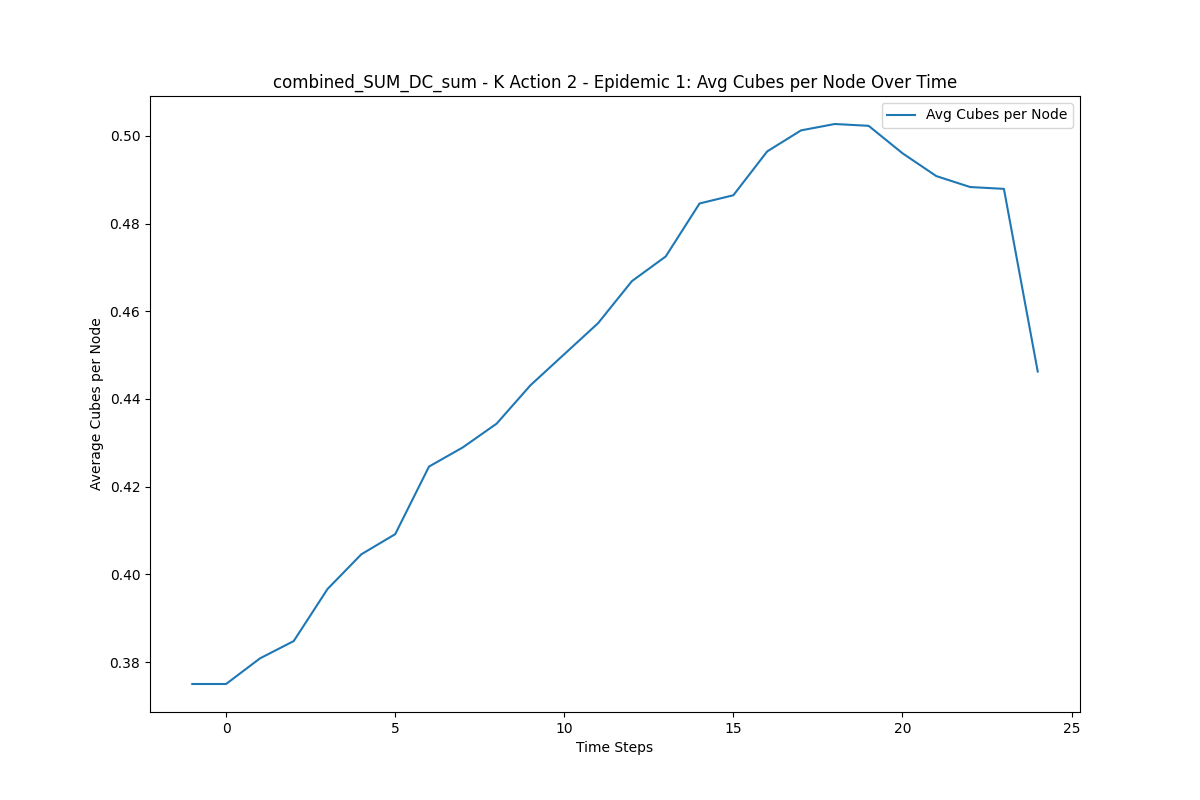 combined_SUM_DC_sum - K Action 2 - Epidemic 1: Avg Cubes per Node Over Time
Avg Cubes per Node
0.50
0.48
0.46
0.44
0.42
0.40
0.38
Average Cubes per Node
0 5 10 15 20 25
Time Steps